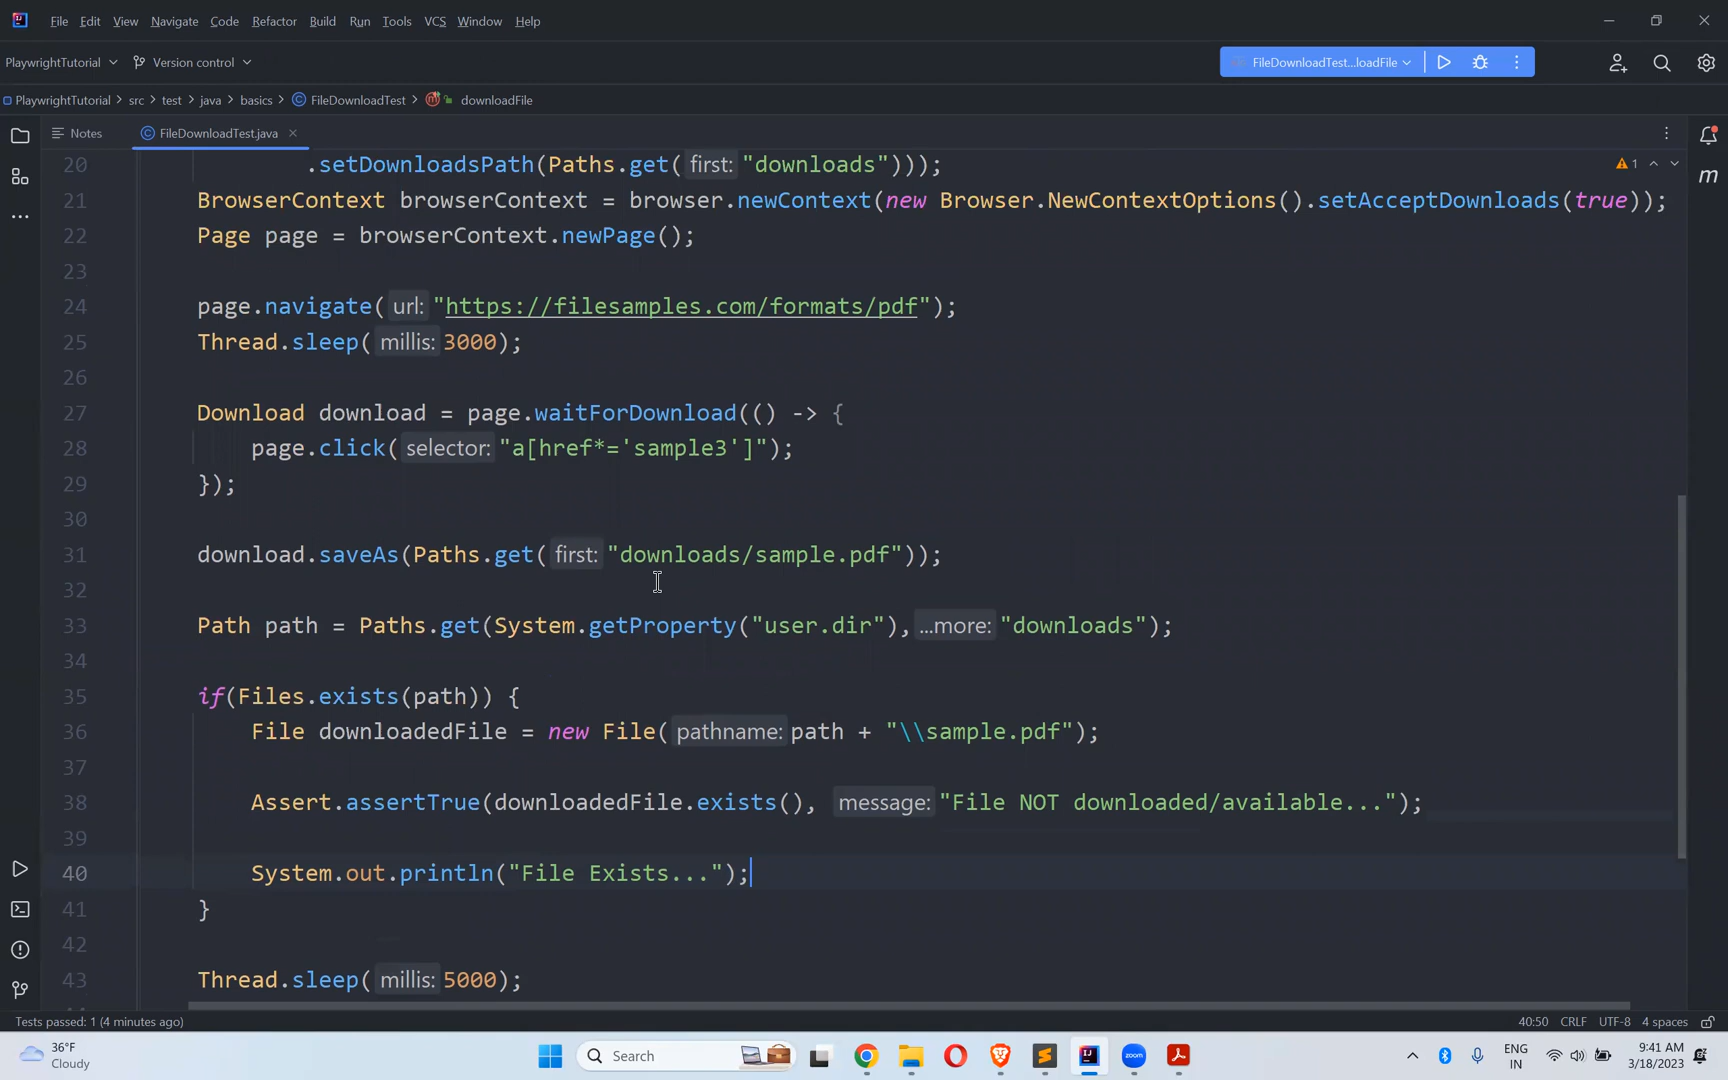 File Edit View Navigate Code Refactor Build Run Tools VCS Window Help
PlaywrightTutorial Version control FileDownloadTest...loadFile
PlaywrightTutorial > src > test > java > basics > FileDownloadTest > downloadFile
Notes FileDownloadTest.java
20 .setDownloadsPath(Paths.get( first: "downloads")));
1
21 BrowserContext browserContext = browser.newContext(new Browser.NewContextOptions().setAcceptDownloads(true));
22 Page page = browserContext.newPage();
23
24 page.navigate( url: "https://filesamples.com/formats/pdf");
25 Thread.sleep( millis: 3000);
26
27 Download download = page.waitForDownload(() -> {
28 page.click( selector: "a[href*='sample3']");
29 });
30
31 download.saveAs(Paths.get( first: "downloads/sample.pdf"));
32
33 Path path = Paths.get(System.getProperty("user.dir"), ...more: "downloads");
34
35 if(Files.exists(path)) {
36 File downloadedFile = new File( pathname: path + "\\sample.pdf");
37
38 Assert.assertTrue(downloadedFile.exists(), message: "File NOT downloaded/available...");
39
40 System.out.println("File Exists...");
41 }
42
43 Thread.sleep( millis: 5000);
Tests passed: 1 (4 minutes ago) 40:50 CRLF UTF-8 4 spaces
36°F
Cloudy
Search
zoom
ENG
IN
9:41 AM
3/18/2023